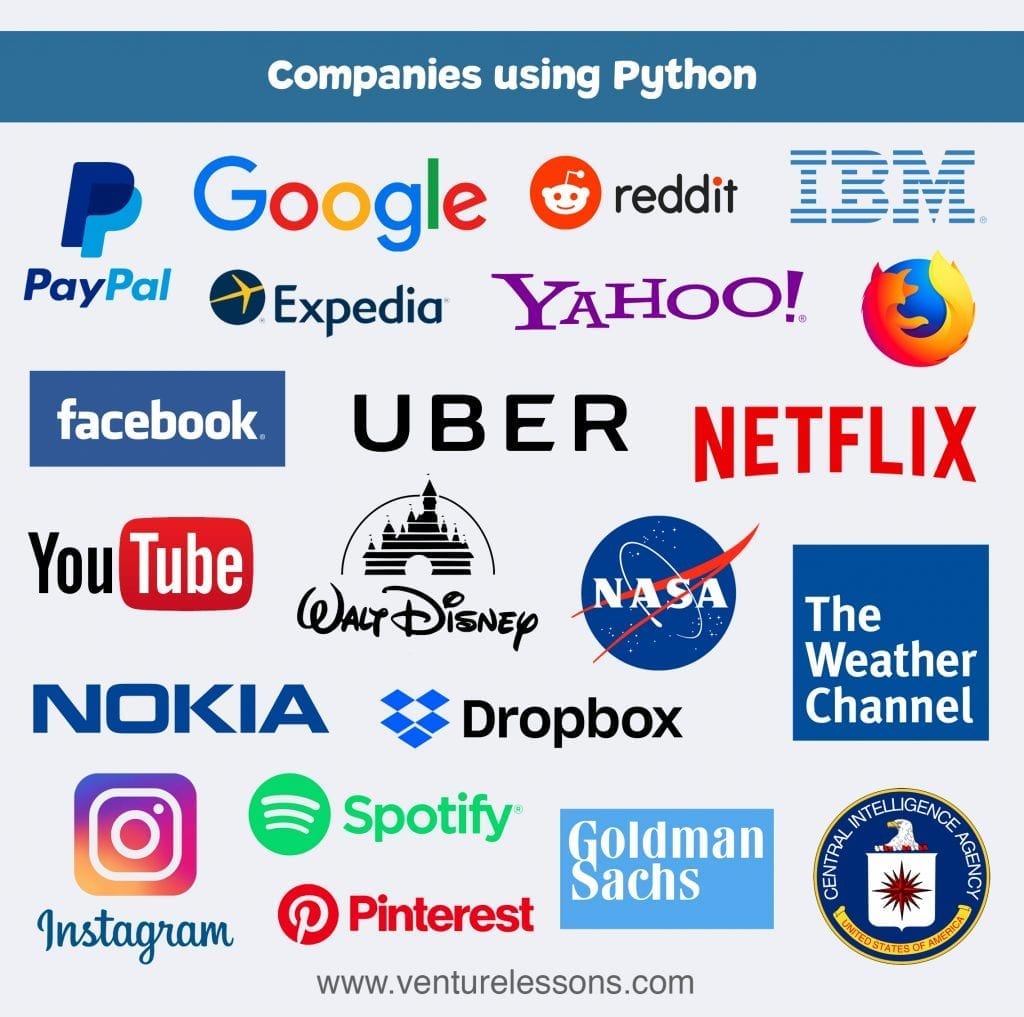 Companies using Python
PayPal
Google
reddit
IBM
®
Expedia®
®
YAHOO!®
facebook®
UBER
NETFLIX
YouTube
WALT DISNEY
NASA
The
Weather
Channel
NOKIA
Dropbox
Instagram
Spotify®
Pinterest
Goldman
Sachs
CENTRAL INTELLIGENCE AGENCY
UNITED STATES OF AMERICA
www.venturelessons.com